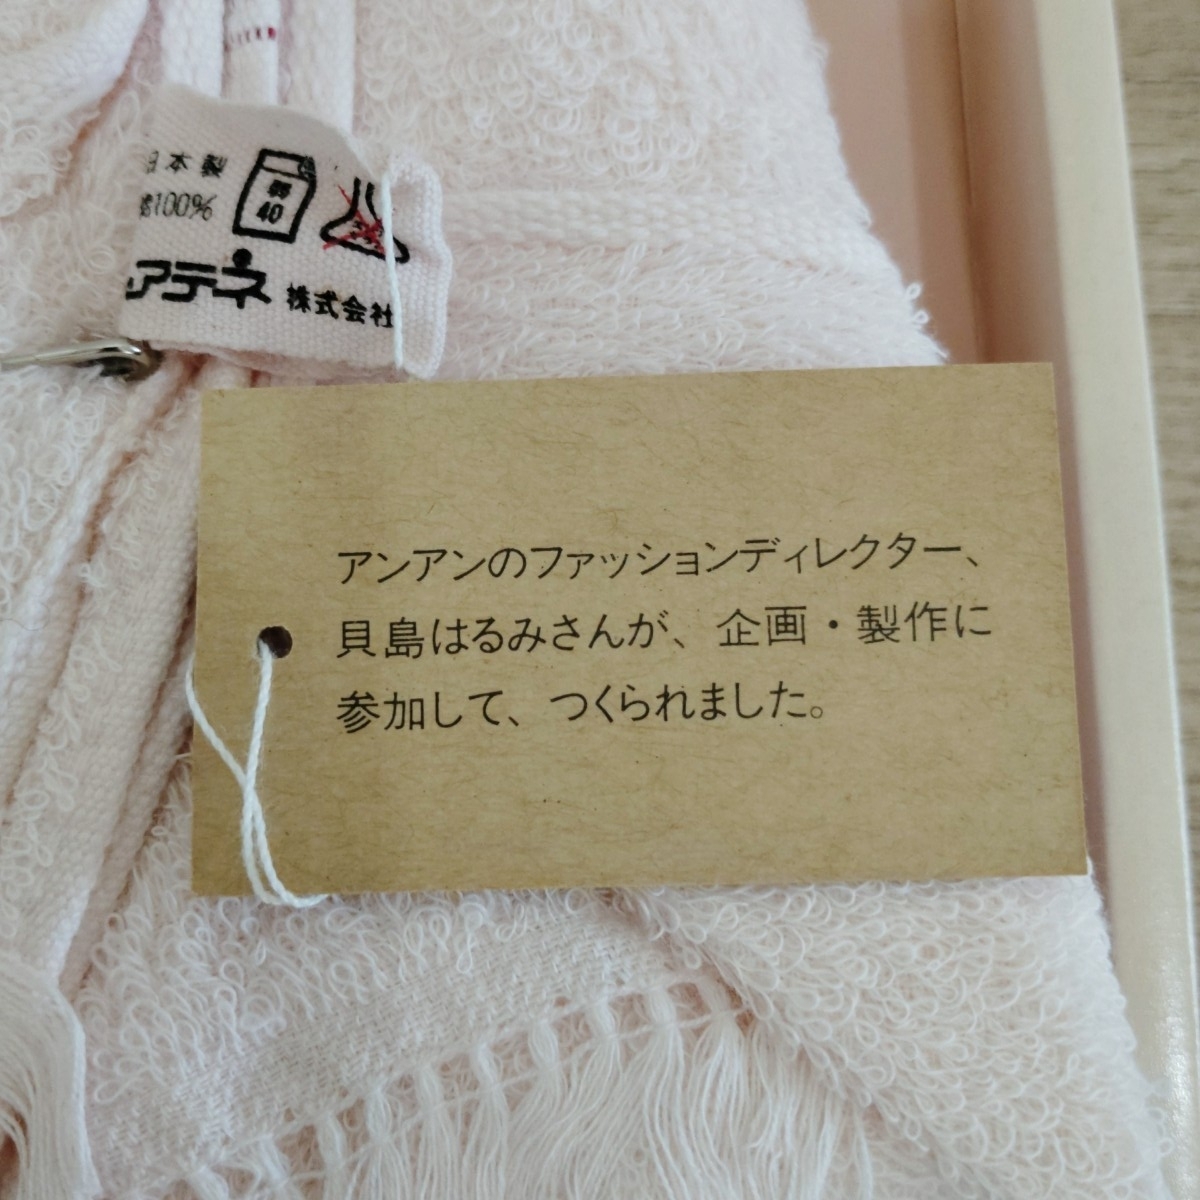 日本製
綿100%
弱
40
アテネ 株式会社
アンアンのファッションディレクター、
貝島はるみさんが、企画・製作に
参加して、つくられました。